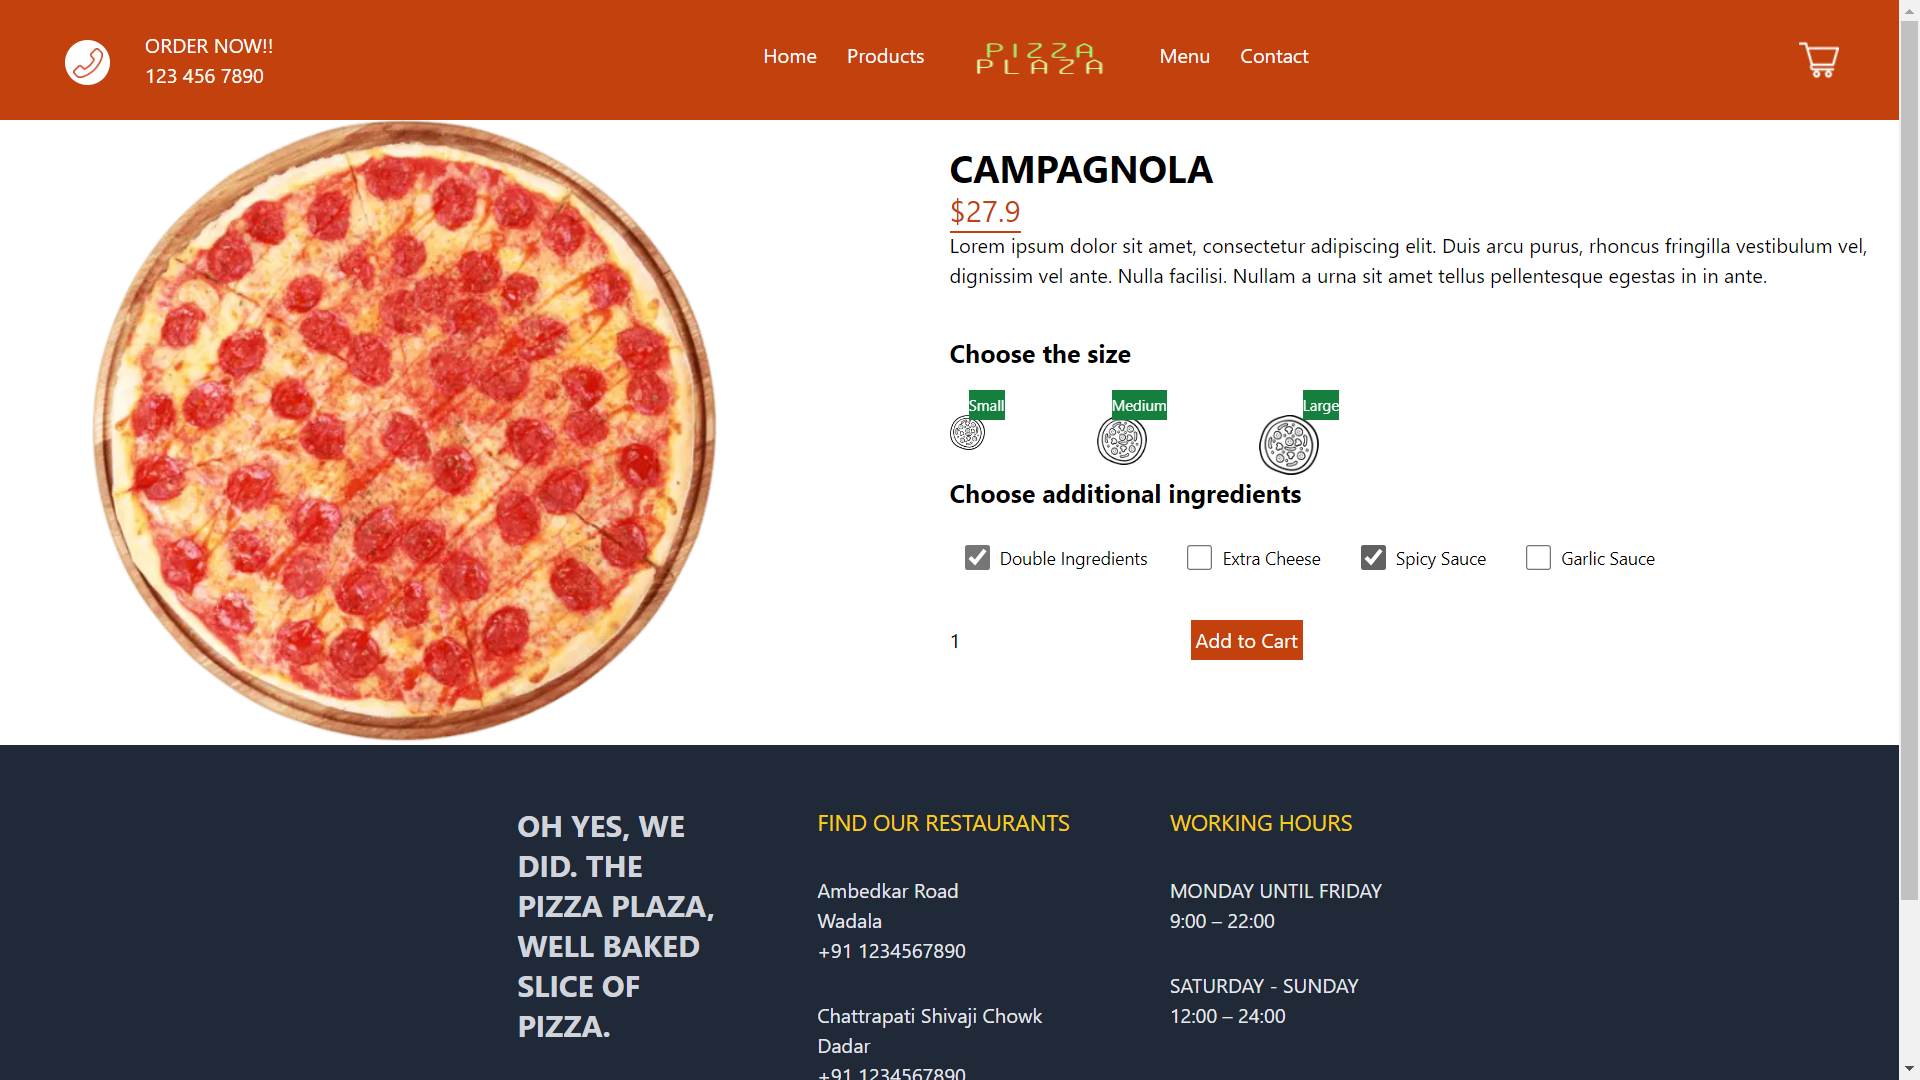 ORDER NOW!!
123 456 7890
Home
Products
PIZZA
PLAZA
Menu
Contact
CAMPAGNOLA
$27.9
Lorem ipsum dolor sit amet, consectetur adipiscing elit. Duis arcu purus, rhoncus fringilla vestibulum vel,
dignissim vel ante. Nulla facilisi. Nullam a urna sit amet tellus pellentesque egestas in in ante.
Choose the size
Small
Medium
Large
Choose additional ingredients
Double Ingredients
Extra Cheese
Spicy Sauce
Garlic Sauce
1
Add to Cart
OH YES, WE
DID. THE
PIZZA PLAZA,
WELL BAKED
SLICE OF
PIZZA.
FIND OUR RESTAURANTS
Ambedkar Road
Wadala
+91 1234567890
Chattrapati Shivaji Chowk
Dadar
+91 1234567890
WORKING HOURS
MONDAY UNTIL FRIDAY
9:00 – 22:00
SATURDAY - SUNDAY
12:00 – 24:00